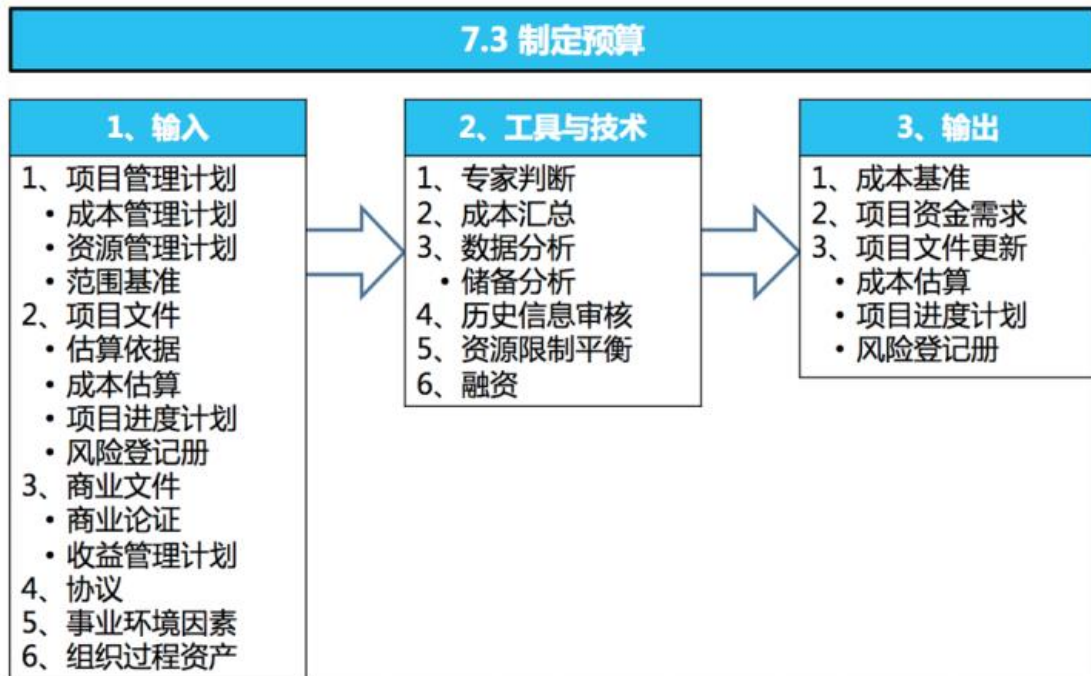 7.3 制定预算
1、输入
1、项目管理计划
• 成本管理计划
• 资源管理计划
• 范围基准
2、项目文件
• 估算依据
• 成本估算
• 项目进度计划
• 风险登记册
3、商业文件
• 商业论证
• 收益管理计划
4、协议
5、事业环境因素
6、组织过程资产
2、工具与技术
1、专家判断
2、成本汇总
3、数据分析
• 储备分析
4、历史信息审核
5、资源限制平衡
6、融资
3、输出
1、成本基准
2、项目资金需求
3、项目文件更新
• 成本估算
• 项目进度计划
• 风险登记册